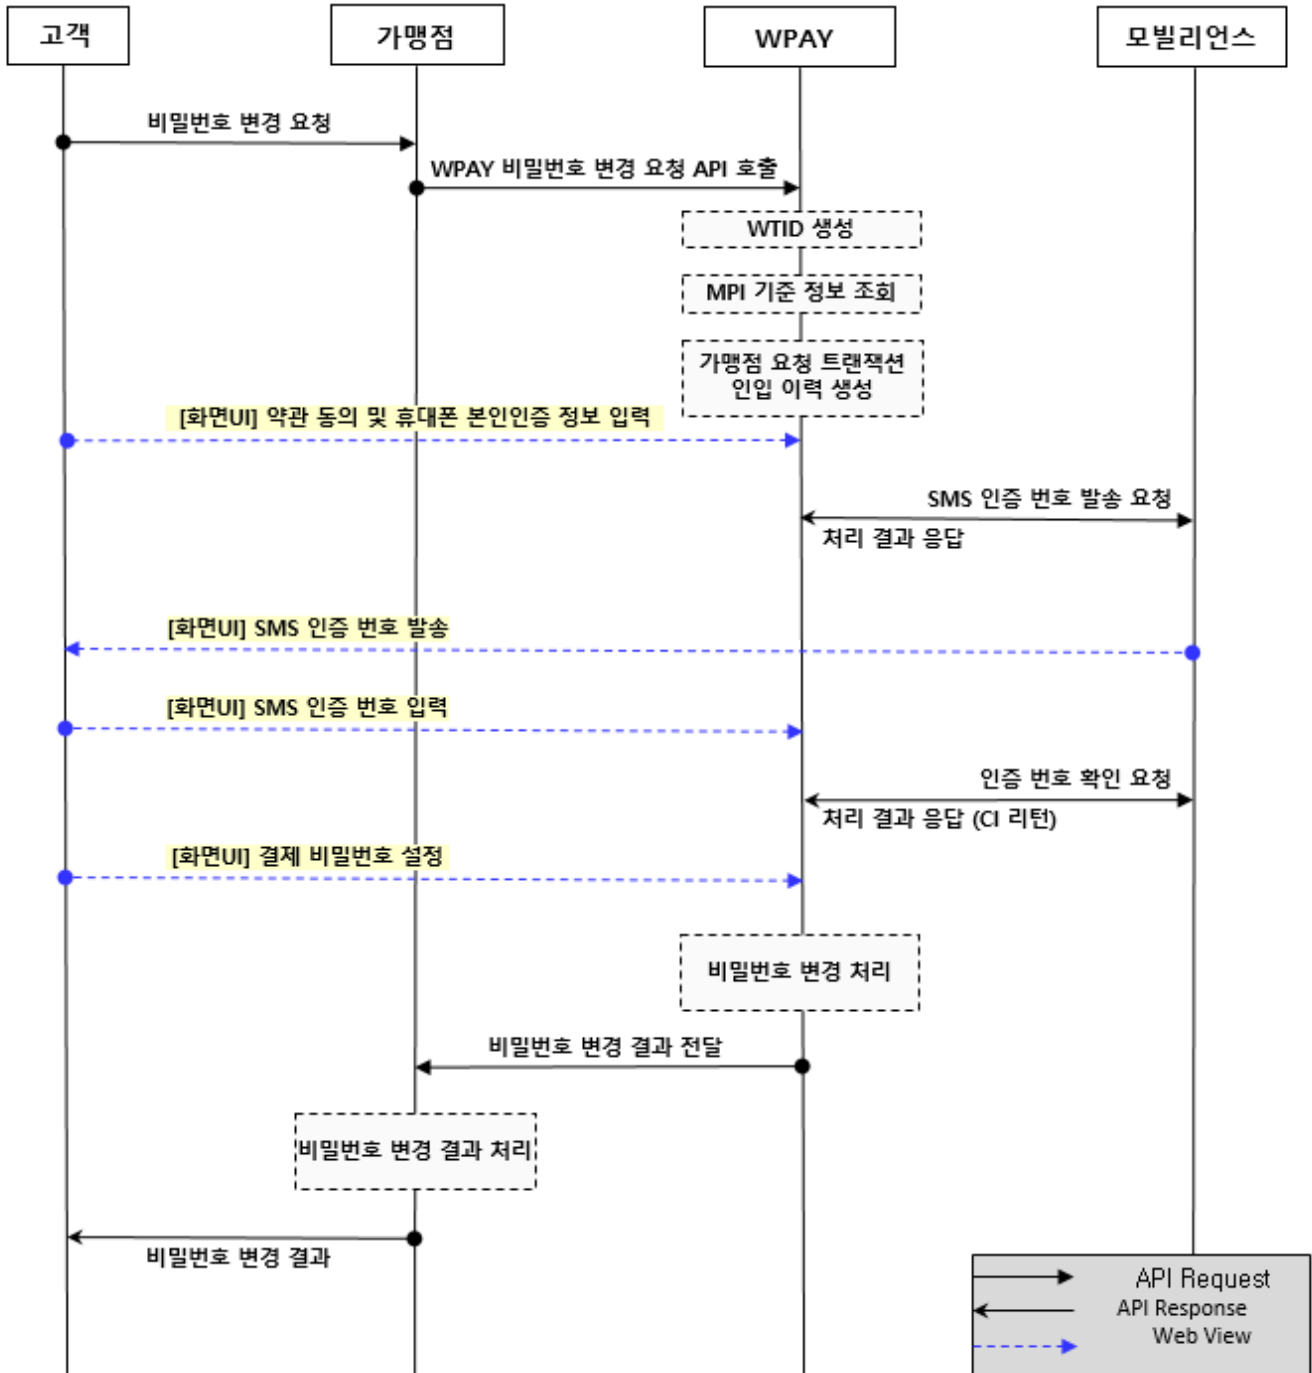 고객
가맹점
WPAY
모빌리언스
비밀번호 변경 요청
WPAY 비밀번호 변경 요청 API 호출
WTID 생성
MPI 기준 정보 조회
가맹점 요청 트랜잭션
인입 이력 생성
[화면UI] 약관 동의 및 휴대폰 본인인증 정보 입력
SMS 인증 번호 발송 요청
처리 결과 응답
[화면UI] SMS 인증 번호 발송
[화면UI] SMS 인증 번호 입력
인증 번호 확인 요청
처리 결과 응답 (CI 리턴)
[화면UI] 결제 비밀번호 설정
비밀번호 변경 처리
비밀번호 변경 결과 전달
비밀번호 변경 결과 처리
비밀번호 변경 결과
API Request
API Response
Web View